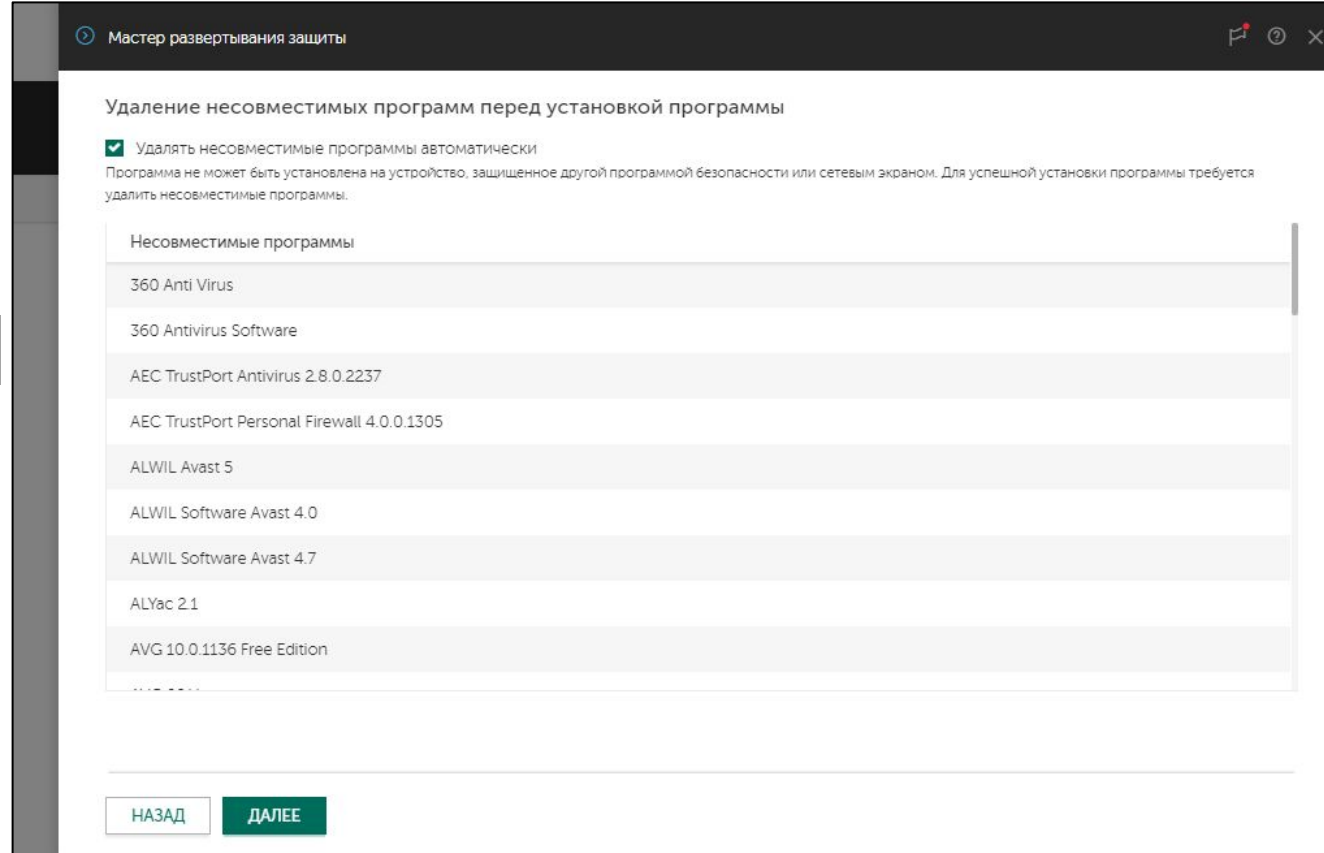 Мастер развертывания защиты
Удаление несовместимых программ перед установкой программы
Удалять несовместимые программы автоматически
Программа не может быть установлена на устройство, защищенное другой программой безопасности или сетевым экраном. Для успешной установки программы требуется
удалить несовместимые программы.
Несовместимые программы
360 Anti Virus
360 Antivirus Software
AEC TrustPort Antivirus 2.8.0.2237
AEC TrustPort Personal Firewall 4.0.0.1305
ALWIL Avast 5
ALWIL Software Avast 4.0
ALWIL Software Avast 4.7
ALYac 2.1
AVG 10.0.1136 Free Edition
НАЗАД ДАЛЕЕ